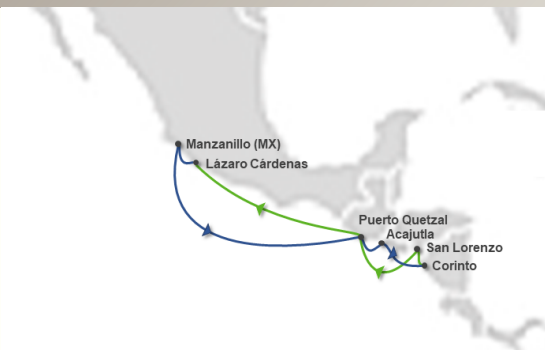 Manzanillo (MX)
Lázaro Cárdenas
Puerto Quetzal
Acajutla
San Lorenzo
Corinto